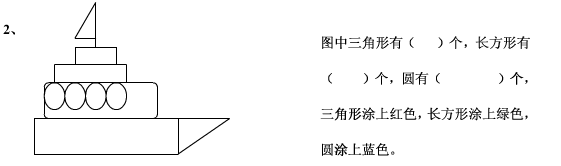 2、
图中三角形有（　　）个，长方形有
（　　）个，圆有（　　　　）个，
三角形涂上红色，长方形涂上绿色，
圆涂上蓝色。